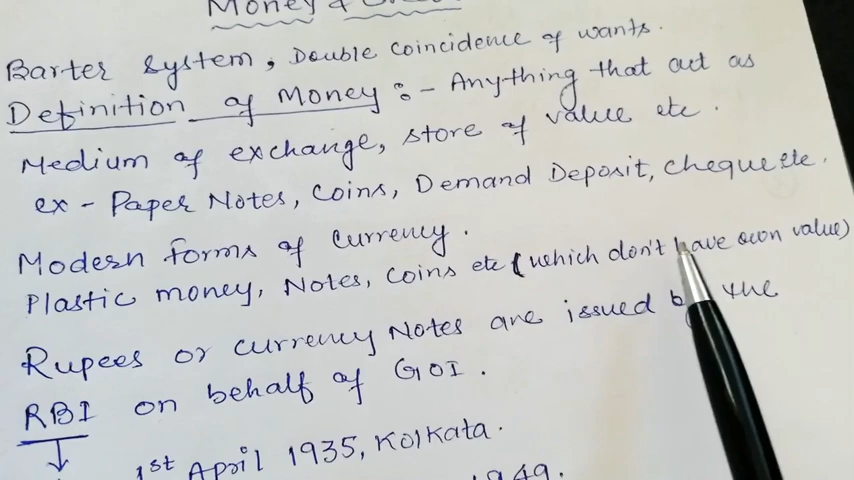 Money &
Barter System, Double coincidence of wants.
Definition of Money :- Anything that act as
Medium of exchange, store of value etc.
ex - Paper Notes, Coins, Demand Deposit, cheque etc.
Modern forms of currency.
Plastic money, Notes, Coins etc (which don't have own value)
Rupees or currency Notes are issued by the
RBI on behalf of GOI.
1st April 1935, Kolkata.
1949.